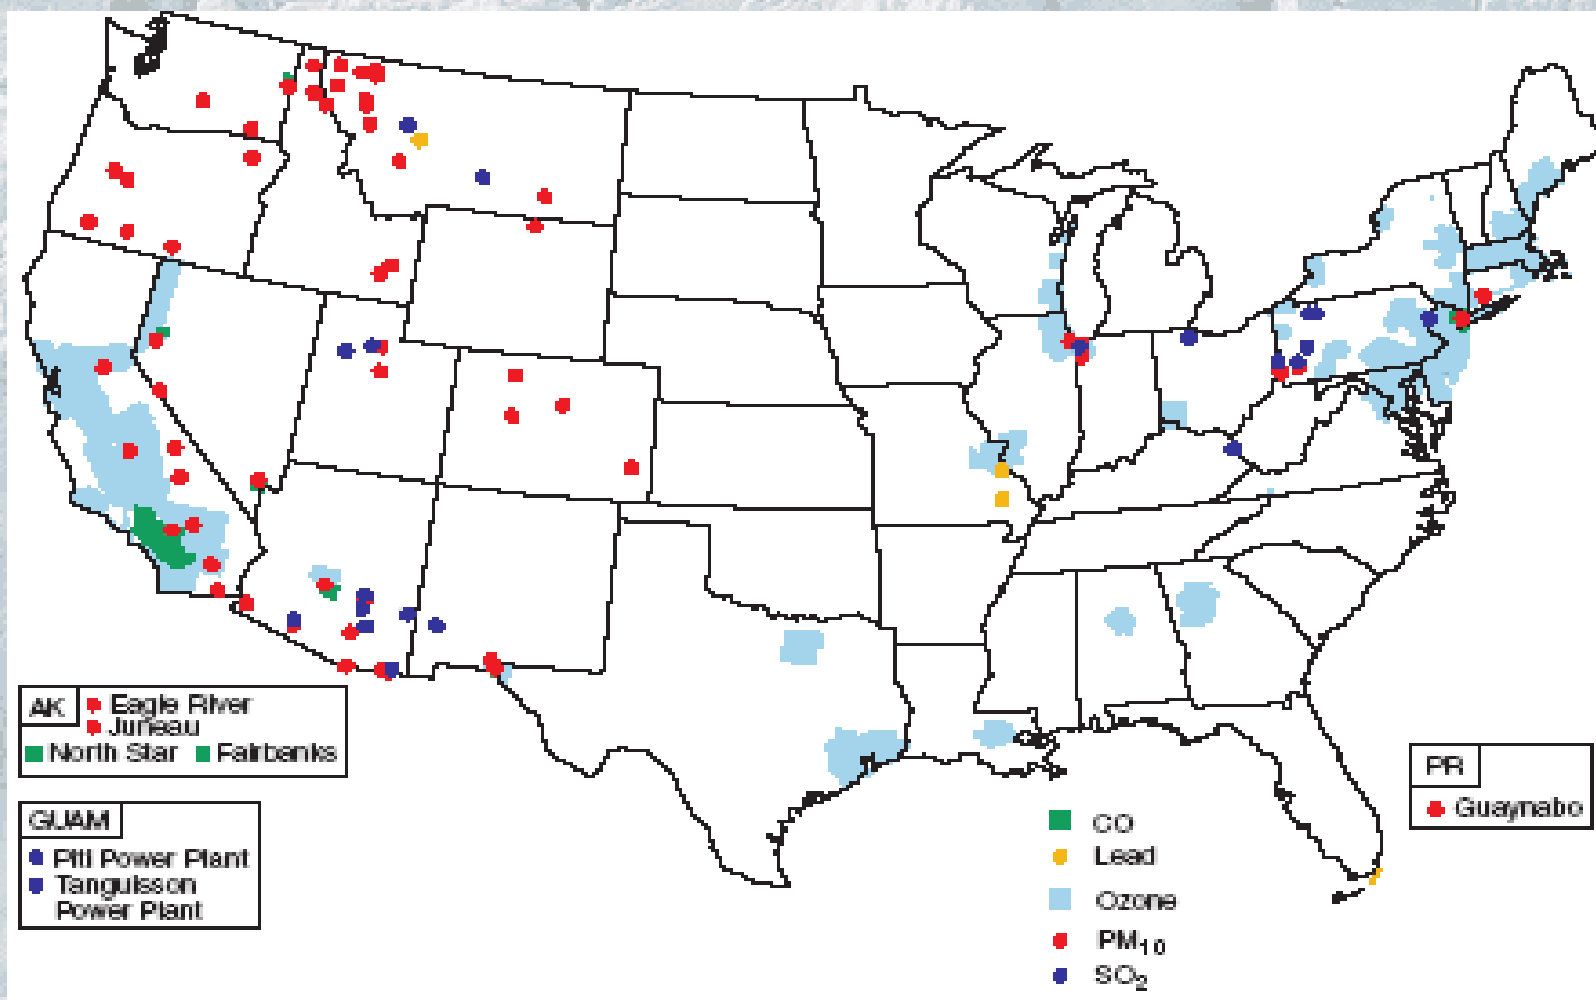 AK
Eagle River
Juneau
North Star Fairbanks
GUAM
Piti Power Plant
Tanguisson
Power Plant
CO
Lead
Ozone
PM10
SO2
PR
Guaynabo